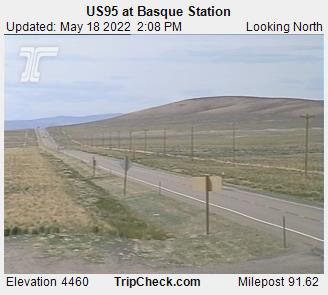 US95 at Basque Station
Updated: May 18 2022 2:08 PM Looking North
Elevation 4460 TripCheck.com Milepost 91.62